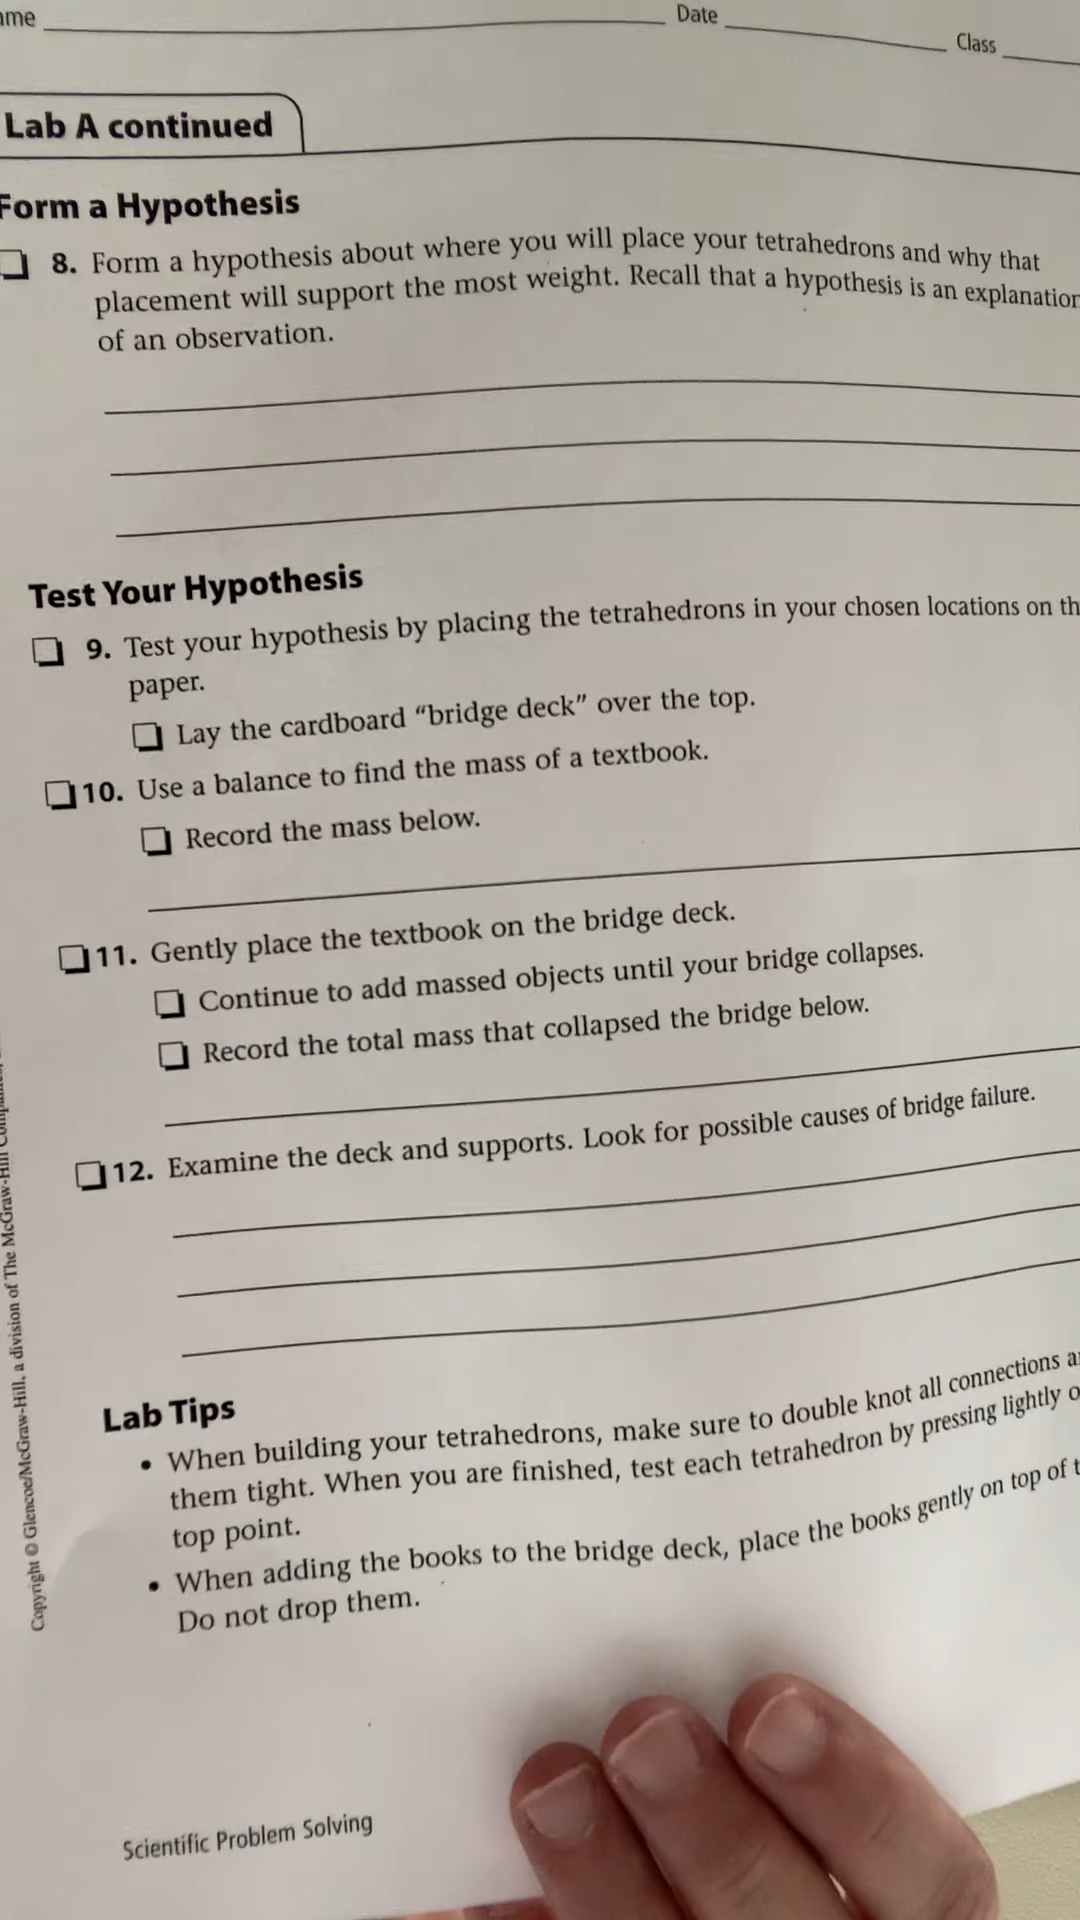 ame Date Class
Lab A continued
Form a Hypothesis
8. Form a hypothesis about where you will place your tetrahedrons and why that
placement will support the most weight. Recall that a hypothesis is an explanation
of an observation.
Test Your Hypothesis
9. Test your hypothesis by placing the tetrahedrons in your chosen locations on th
paper.
Lay the cardboard “bridge deck” over the top.
10. Use a balance to find the mass of a textbook.
Record the mass below.
11. Gently place the textbook on the bridge deck.
Continue to add massed objects until your bridge collapses.
Record the total mass that collapsed the bridge below.
12. Examine the deck and supports. Look for possible causes of bridge failure.
Lab Tips
• When building your tetrahedrons, make sure to double knot all connections a
them tight. When you are finished, test each tetrahedron by pressing lightly o
top point.
• When adding the books to the bridge deck, place the books gently on top of t
Do not drop them.
Scientific Problem Solving
Copyright © Glencoe/McGraw-Hill, a division of The McGraw-Hill Companies,